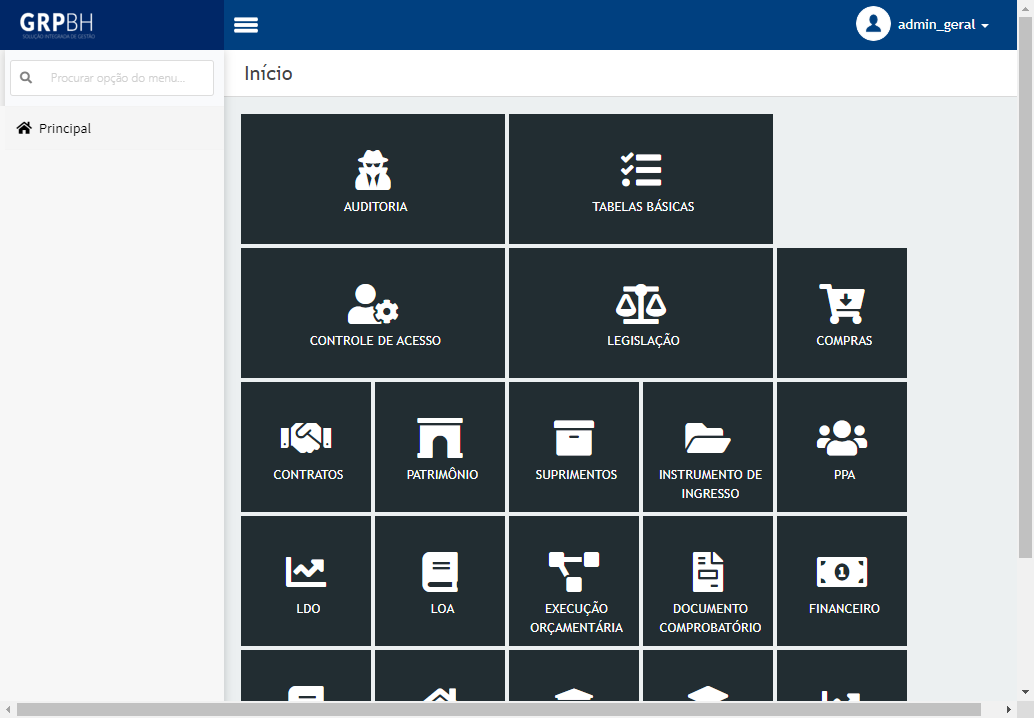 GRPBH
SOLUÇÃO INTEGRADA DE GESTÃO
admin_geral
Procurar opção do menu...
Início
Principal
AUDITORIA
TABELAS BÁSICAS
CONTROLE DE ACESSO
LEGISLAÇÃO
COMPRAS
CONTRATOS
PATRIMÔNIO
SUPRIMENTOS
INSTRUMENTO DE
INGRESSO
PPA
LDO
LOA
EXECUÇÃO
ORÇAMENTÁRIA
DOCUMENTO
COMPROBATÓRIO
1
FINANCEIRO